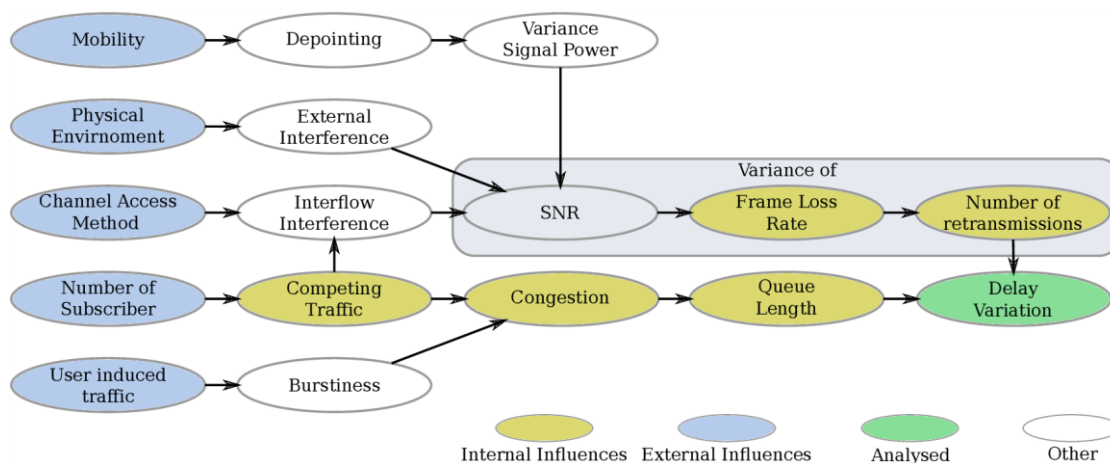 Mobility
Depointing
Variance
Signal Power
Physical
Envirnoment
External
Interference
Variance of
Channel Access
Method
Interflow
Interference
SNR
Frame Loss
Rate
Number of
retransmissions
Number of
Subscriber
Competing
Traffic
Congestion
Queue
Length
Delay
Variation
User induced
traffic
Burstiness
Internal Influences
External Influences
Analysed
Other